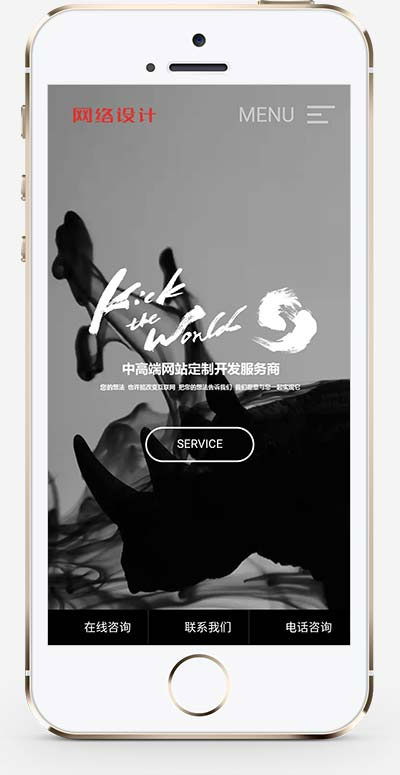 网络设计
MENU
Kick
the
World
中高端网站定制开发服务商
您的想法 也许能改变互联网 把您的想法告诉我们 我们愿意与您一起实现它
SERVICE
在线咨询 联系我们 电话咨询